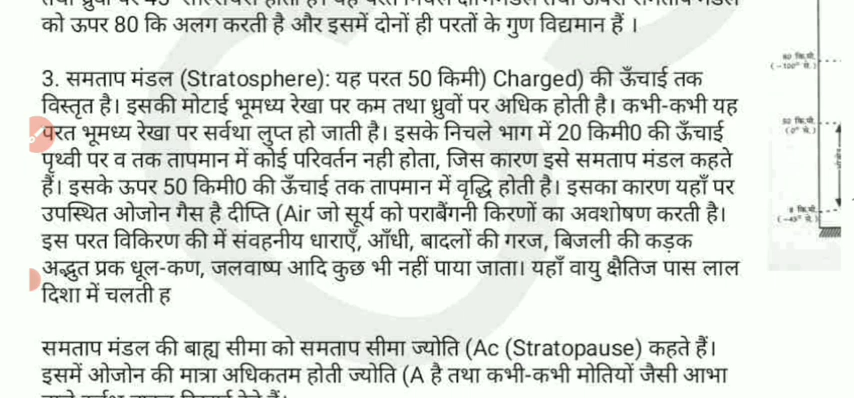 को ऊपर 80 कि अलग करती है और इसमें दोनों ही परतों के गुण विद्यमान हैं ।
3. समताप मंडल (Stratosphere): यह परत 50 किमी) Charged) की ऊँचाई तक
विस्तृत है। इसकी मोटाई भूमध्य रेखा पर कम तथा ध्रुवों पर अधिक होती है। कभी-कभी यह
परत भूमध्य रेखा पर सर्वथा लुप्त हो जाती है। इसके निचले भाग में 20 किमी0 की ऊँचाई
पृथ्वी पर व तक तापमान में कोई परिवर्तन नही होता, जिस कारण इसे समताप मंडल कहते
हैं। इसके ऊपर 50 किमी0 की ऊँचाई तक तापमान में वृद्धि होती है। इसका कारण यहाँ पर
उपस्थित ओजोन गैस है दीप्ति (Air जो सूर्य को पराबैंगनी किरणों का अवशोषण करती है।
इस परत विकिरण की में संवहनीय धाराएँ, आँधी, बादलों की गरज, बिजली की कड़क
अद्भुत प्रक धूल-कण, जलवाष्प आदि कुछ भी नहीं पाया जाता। यहाँ वायु क्षैतिज पास लाल
दिशा में चलती ह
समताप मंडल की बाह्य सीमा को समताप सीमा ज्योति (Ac (Stratopause) कहते हैं।
इसमें ओजोन की मात्रा अधिकतम होती ज्योति (A है तथा कभी-कभी मोतियों जैसी आभा
80 कि.मी.
(-100° से.)
50 कि.मी.
(0° से.)
8 कि.मी.
(-45° से.)